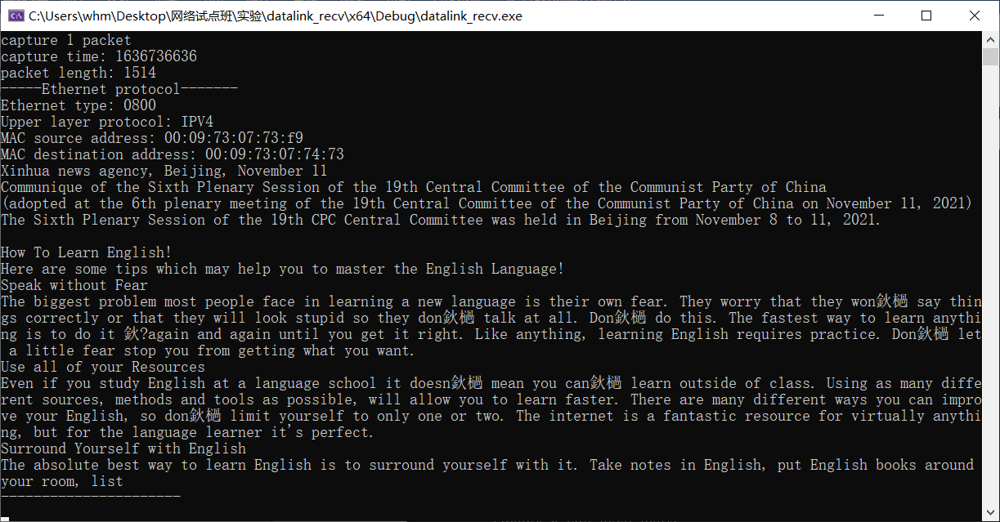 C:\Users\whm\Desktop\网络试点班\实验\datalink_recv\x64\Debug\datalink_recv.exe
capture 1 packet
capture time: 1636736636
packet length: 1514
-----Ethernet protocol-------
Ethernet type: 0800
Upper layer protocol: IPV4
MAC source address: 00:09:73:07:73:f9
MAC destination address: 00:09:73:07:74:73
Xinhua news agency, Beijing, November 11
Communique of the Sixth Plenary Session of the 19th Central Committee of the Communist Party of China
(adopted at the 6th plenary meeting of the 19th Central Committee of the Communist Party of China on November 11, 2021)
The Sixth Plenary Session of the 19th CPC Central Committee was held in Beijing from November 8 to 11, 2021.
How To Learn English!
Here are some tips which may help you to master the English Language!
Speak without Fear
The biggest problem most people face in learning a new language is their own fear. They worry that they won鈥檛 say thin
gs correctly or that they will look stupid so they don鈥檛 talk at all. Don鈥檛 do this. The fastest way to learn anythi
ng is to do it 鈥?again and again until you get it right. Like anything, learning English requires practice. Don鈥檛 let
a little fear stop you from getting what you want.
Use all of your Resources
Even if you study English at a language school it doesn鈥檛 mean you can鈥檛 learn outside of class. Using as many diffe
rent sources, methods and tools as possible, will allow you to learn faster. There are many different ways you can impro
ve your English, so don鈥檛 limit yourself to only one or two. The internet is a fantastic resource for virtually anythi
ng, but for the language learner it's perfect.
Surround Yourself with English
The absolute best way to learn English is to surround yourself with it. Take notes in English, put English books around
your room, list
----------------------